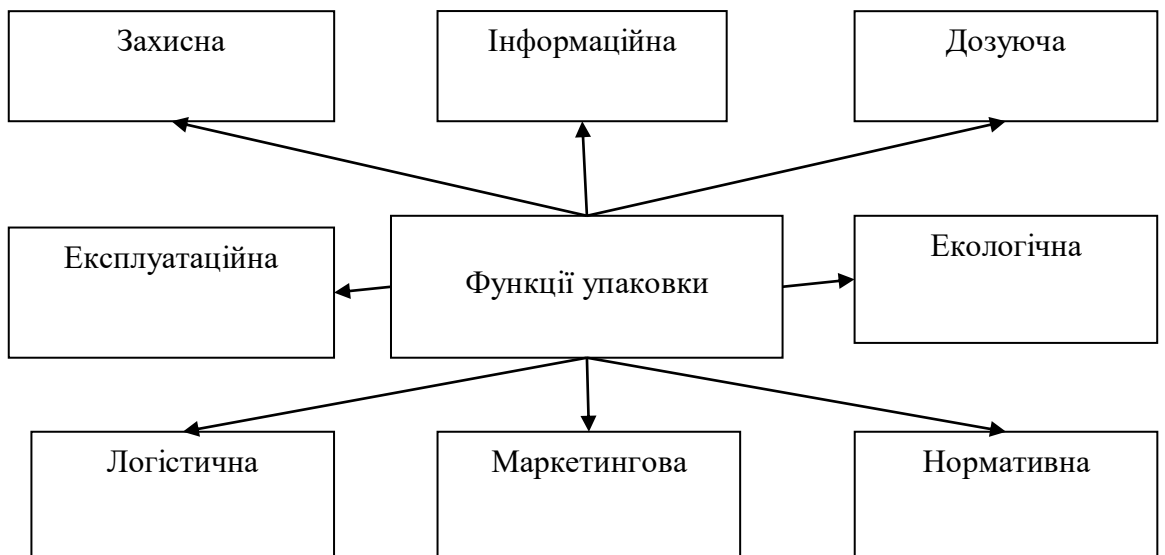 Захисна
Інформаційна
Дозуюча
Експлуатаційна
Функції упаковки
Екологічна
Логістична
Маркетингова
Нормативна